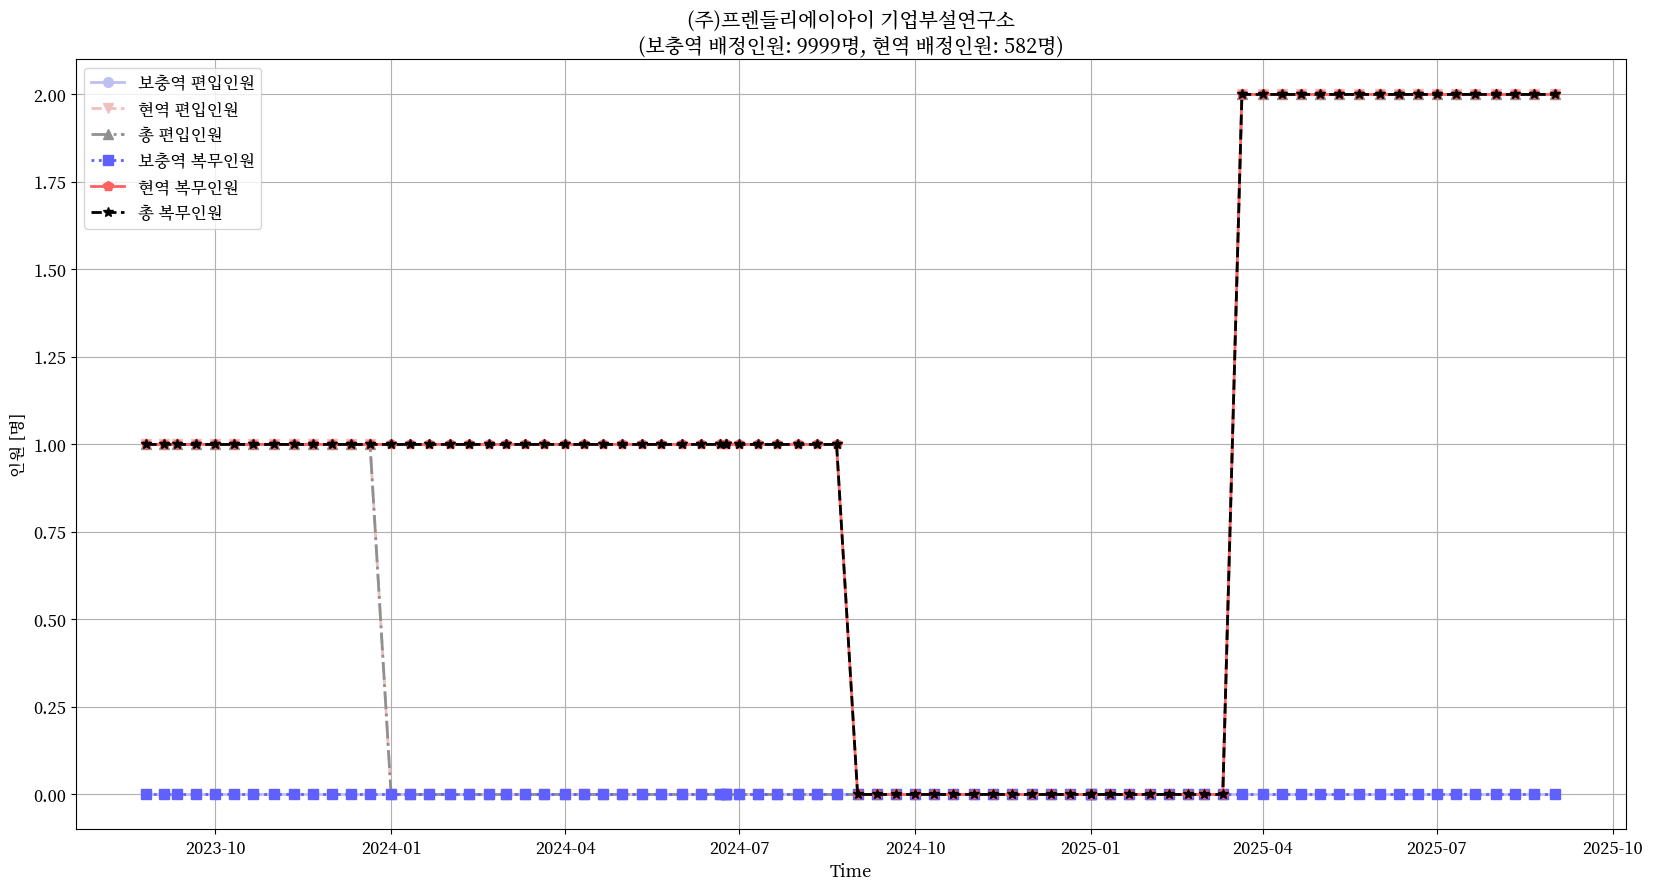 (주)프렌들리에이아이 기업부설연구소
(보충역 배정인원: 9999명, 현역 배정인원: 582명)
보충역 편입인원
현역 편입인원
총 편입인원
보충역 복무인원
현역 복무인원
총 복무인원
2.00
1.75
1.50
1.25
1.00
0.75
0.50
0.25
0.00
인원 [명]
2023-10 2024-01 2024-04 2024-07 2024-10 2025-01 2025-04 2025-07 2025-10
Time